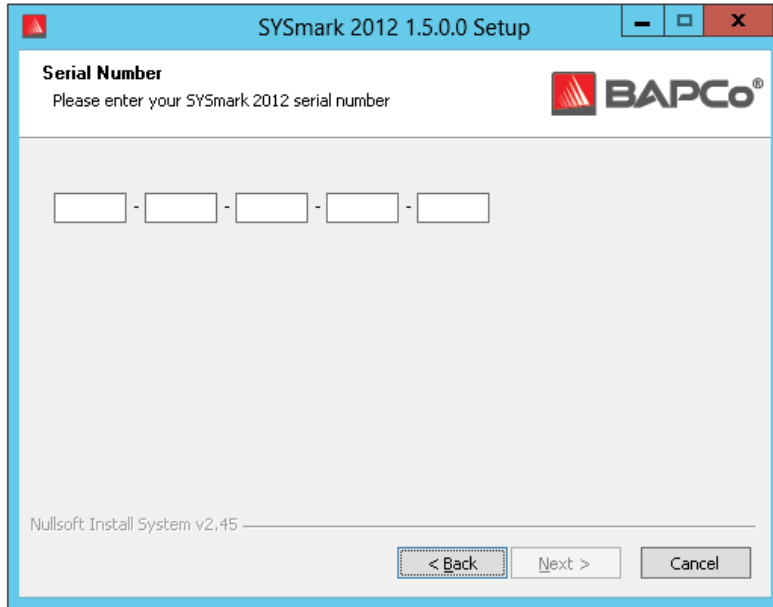 SYSmark 2012 1.5.0.0 Setup
Serial Number
Please enter your SYSmark 2012 serial number
BAPCo®
- - - -
Nullsoft Install System v2.45
< Back Next > Cancel